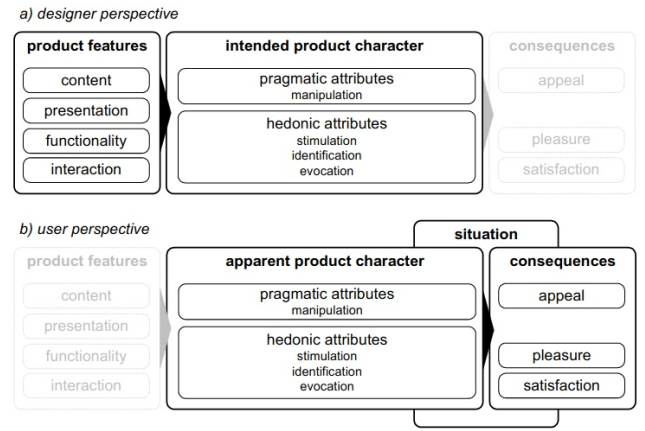 a) designer perspective
product features
content
presentation
functionality
interaction
intended product character
pragmatic attributes
manipulation
hedonic attributes
stimulation
identification
evocation
consequences
appeal
pleasure
satisfaction
b) user perspective
situation
product features
content
presentation
functionality
interaction
apparent product character
pragmatic attributes
manipulation
hedonic attributes
stimulation
identification
evocation
consequences
appeal
pleasure
satisfaction